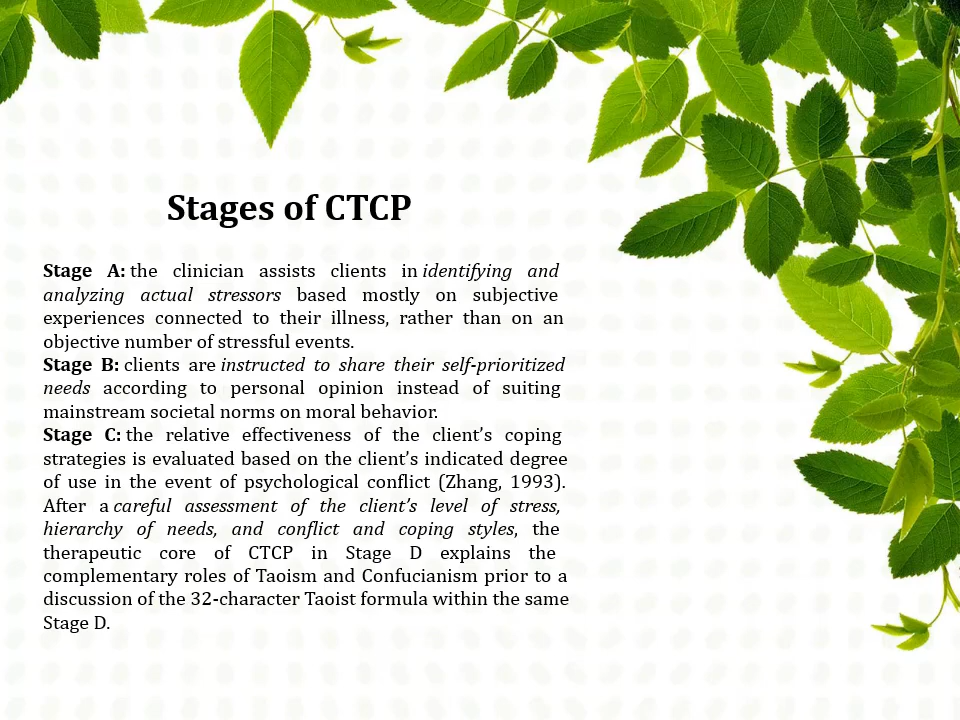 Stages of CTCP
Stage A: the clinician assists clients in identifying and
analyzing actual stressors based mostly on subjective
experiences connected to their illness, rather than on an
objective number of stressful events.
Stage B: clients are instructed to share their self-prioritized
needs according to personal opinion instead of suiting
mainstream societal norms on moral behavior.
Stage C: the relative effectiveness of the client’s coping
strategies is evaluated based on the client’s indicated degree
of use in the event of psychological conflict (Zhang, 1993).
After a careful assessment of the client’s level of stress,
hierarchy of needs, and conflict and coping styles, the
therapeutic core of CTCP in Stage D explains the
complementary roles of Taoism and Confucianism prior to a
discussion of the 32-character Taoist formula within the same
Stage D.